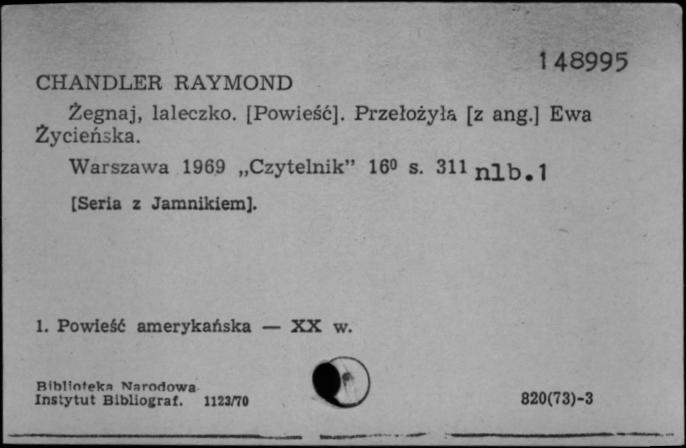 148995
CHANDLER RAYMOND
Żegnaj, laleczko. [Powieść]. Przełożyła [z ang.] Ewa
Życieńska.
Warszawa 1969 „Czytelnik” 16⁰ s. 311 nlb.1
[Seria z Jamnikiem].
1. Powieść amerykańska — XX w.
Biblioteka Narodowa
Instytut Bibliograf. 1123/70
820(73)-3